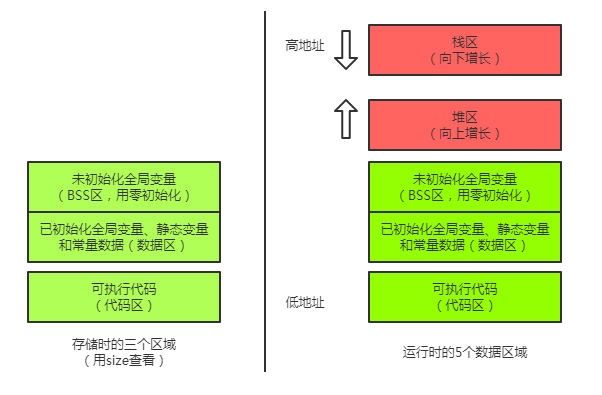 未初始化全局变量
（BSS区，用零初始化）
已初始化全局变量、静态变量
和常量数据（数据区）
可执行代码
（代码区）
存储时的三个区域
（用size查看）
高地址
栈区
（向下增长）
堆区
（向上增长）
未初始化全局变量
（BSS区，用零初始化）
已初始化全局变量、静态变量
和常量数据（数据区）
低地址
可执行代码
（代码区）
运行时的5个数据区域